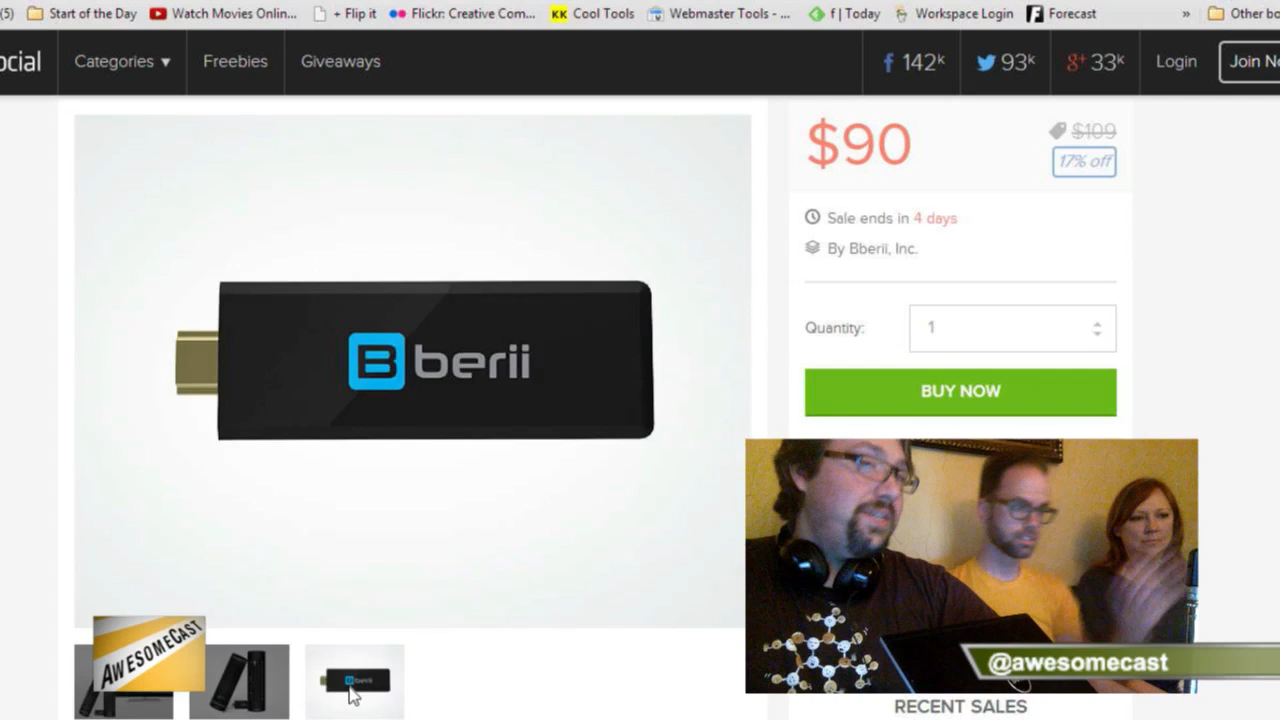 (5) Start of the Day Watch Movies Onlin... + Flip it Flickr: Creative Com... KK Cool Tools Webmaster Tools - ... f | Today Workspace Login Forecast » Other bo
ocial Categories ▾ Freebies Giveaways f 142k 93k g+ 33k Login Join Ne
$90
$109
17% off
Sale ends in 4 days
By Bberii, Inc.
B berii
Quantity: 1
BUY NOW
AWESOMECAST
B berii
@awesomecast
RECENT SALES